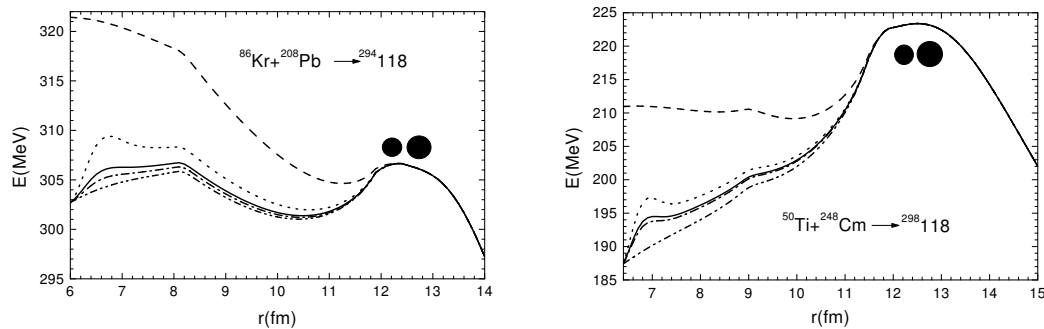 320
315
310
305
300
295
E(MeV)
⁸⁶Kr+²⁰⁸Pb → ²⁹⁴118
6 7 8 9 10 11 12 13 14
r(fm)
225
220
215
210
205
200
195
190
185
E(MeV)
⁵⁰Ti+²⁴⁸Cm → ²⁹⁸118
7 8 9 10 11 12 13 14 15
r(fm)